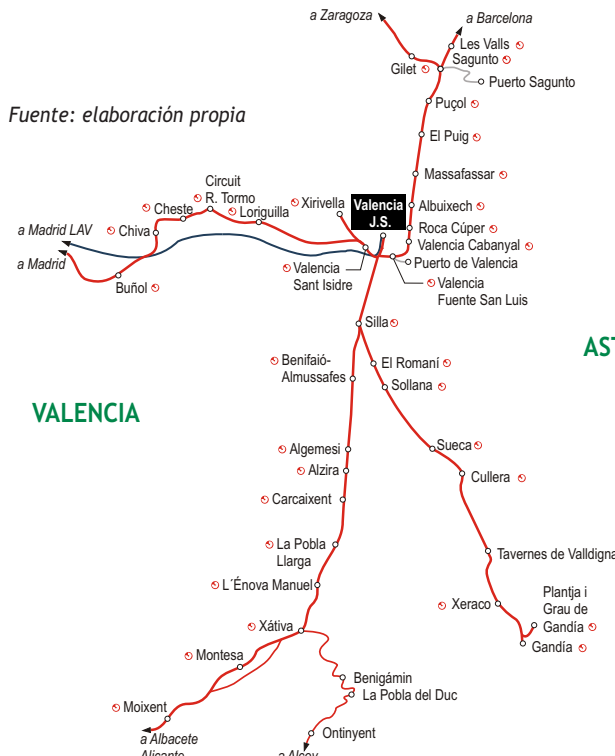 a Zaragoza
a Barcelona
Les Valls
Sagunto
Gilet
Puerto Sagunto
Puçol
Fuente: elaboración propia
El Puig
Massafassar
Circuit
R. Tormo
Cheste
Loriguilla
Xirivella
Valencia
J.S.
Albuixech
Roca Cúper
a Madrid LAV
Chiva
Valencia Cabanyal
a Madrid
Puerto de Valencia
Valencia
Sant Isidre
Buñol
Valencia
Fuente San Luis
Silla
AST
Benifaió-
Almussafes
El Romaní
Sollana
VALENCIA
Algemesi
Sueca
Alzira
Cullera
Carcaixent
La Pobla
Llarga
Tavernes de Valldigna
L´Énova Manuel
Plantja i
Grau de
Gandía
Xeraco
Xátiva
Gandía
Montesa
Benigámin
La Pobla del Duc
Moixent
Ontinyent
a Albacete
Alicante
a Alcoy